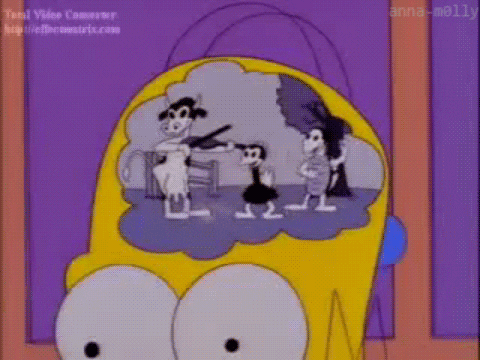 Total Video Converter
http://effectmatrix.com
anna-m0lly